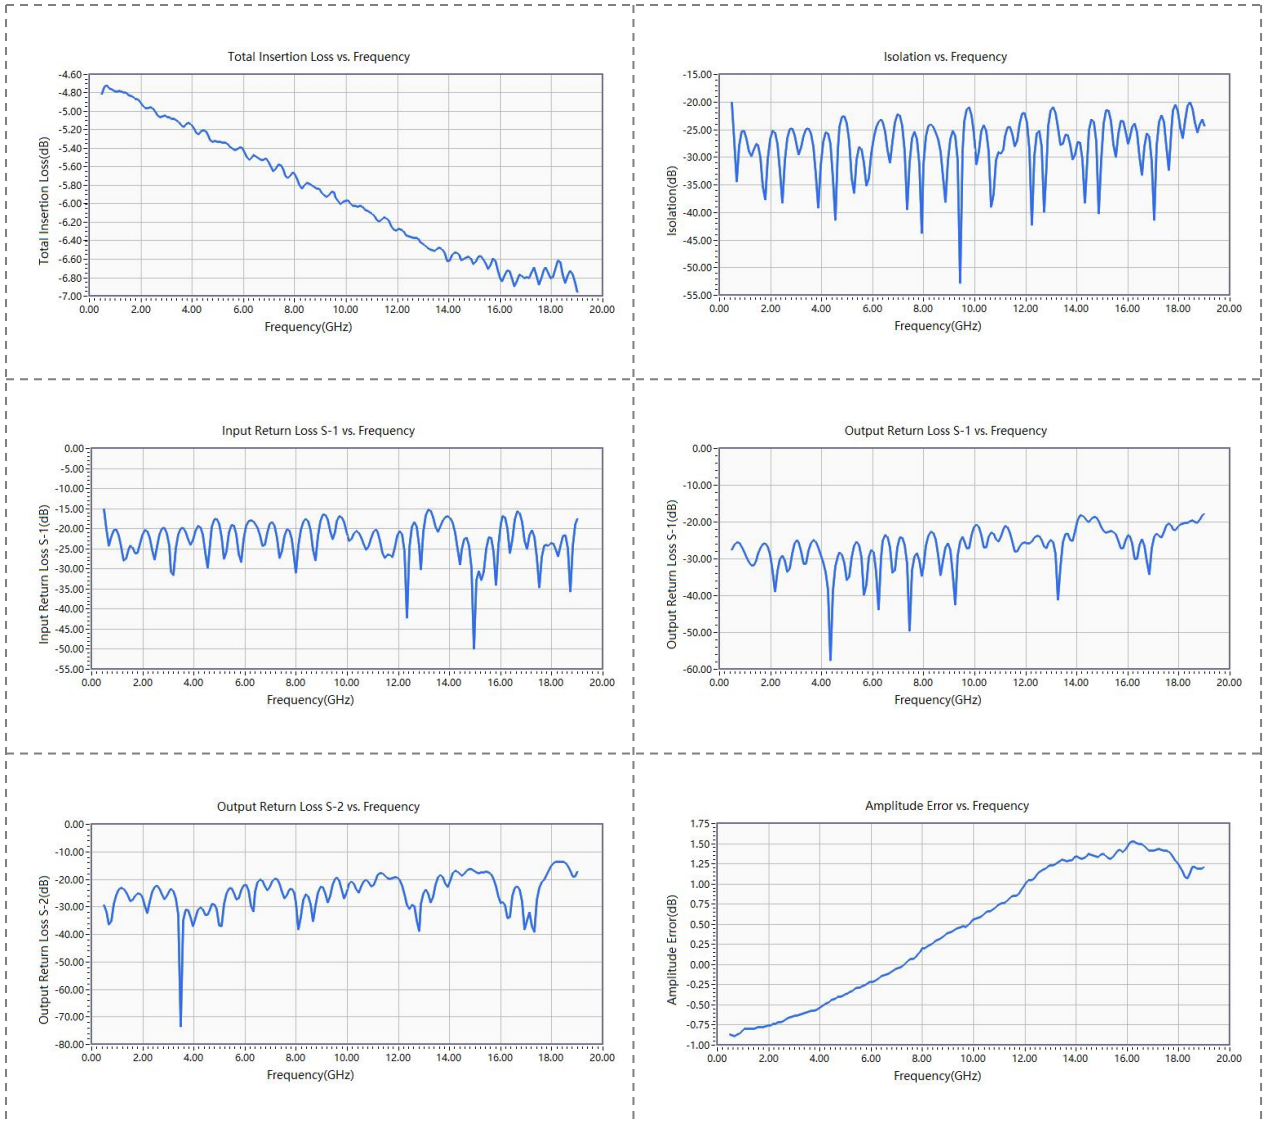 Total Insertion Loss vs. Frequency
-4.60
-4.80
-5.00
-5.20
-5.40
-5.60
-5.80
-6.00
-6.20
-6.40
-6.60
-6.80
-7.00
Total Insertion Loss(dB)
0.00 2.00 4.00 6.00 8.00 10.00 12.00 14.00 16.00 18.00 20.00
Frequency(GHz)
Isolation vs. Frequency
-15.00
-20.00
-25.00
-30.00
-35.00
-40.00
-45.00
-50.00
-55.00
Isolation(dB)
0.00 2.00 4.00 6.00 8.00 10.00 12.00 14.00 16.00 18.00 20.00
Frequency(GHz)
Input Return Loss S-1 vs. Frequency
0.00
-5.00
-10.00
-15.00
-20.00
-25.00
-30.00
-35.00
-40.00
-45.00
-50.00
-55.00
Input Return Loss S-1(dB)
0.00 2.00 4.00 6.00 8.00 10.00 12.00 14.00 16.00 18.00 20.00
Frequency(GHz)
Output Return Loss S-1 vs. Frequency
0.00
-10.00
-20.00
-30.00
-40.00
-50.00
-60.00
Output Return Loss S-1(dB)
0.00 2.00 4.00 6.00 8.00 10.00 12.00 14.00 16.00 18.00 20.00
Frequency(GHz)
Output Return Loss S-2 vs. Frequency
0.00
-10.00
-20.00
-30.00
-40.00
-50.00
-60.00
-70.00
-80.00
Output Return Loss S-2(dB)
0.00 2.00 4.00 6.00 8.00 10.00 12.00 14.00 16.00 18.00 20.00
Frequency(GHz)
Amplitude Error vs. Frequency
1.75
1.50
1.25
1.00
0.75
0.50
0.25
0.00
-0.25
-0.50
-0.75
-1.00
Amplitude Error(dB)
0.00 2.00 4.00 6.00 8.00 10.00 12.00 14.00 16.00 18.00 20.00
Frequency(GHz)